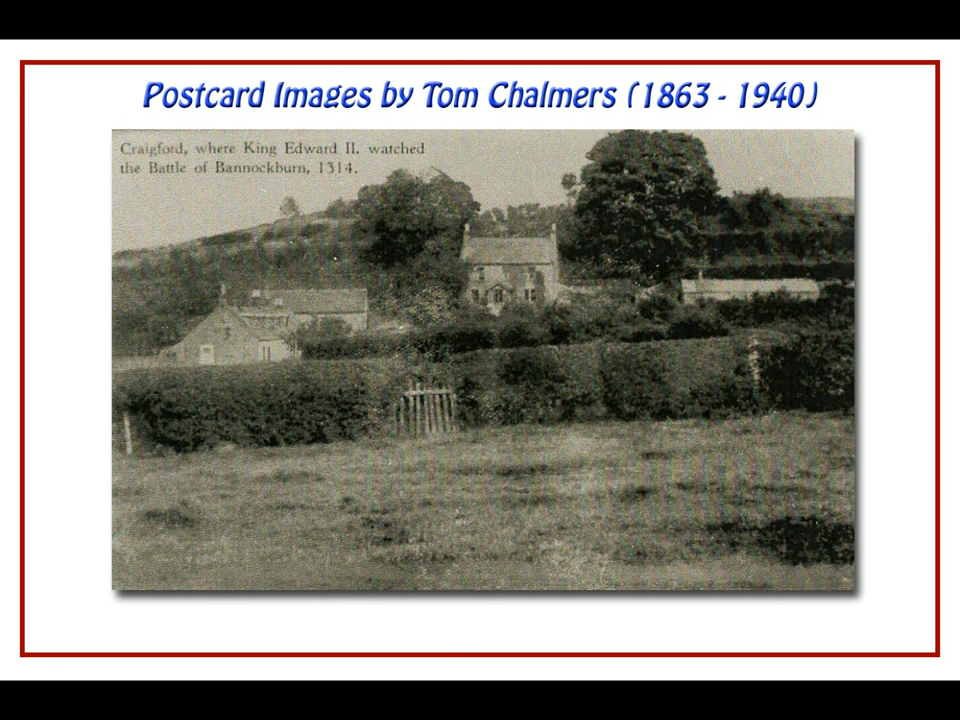 Postcard Images by Tom Chalmers (1863 - 1940)
Craigford, where King Edward II. watched
the Battle of Bannockburn, 1314.